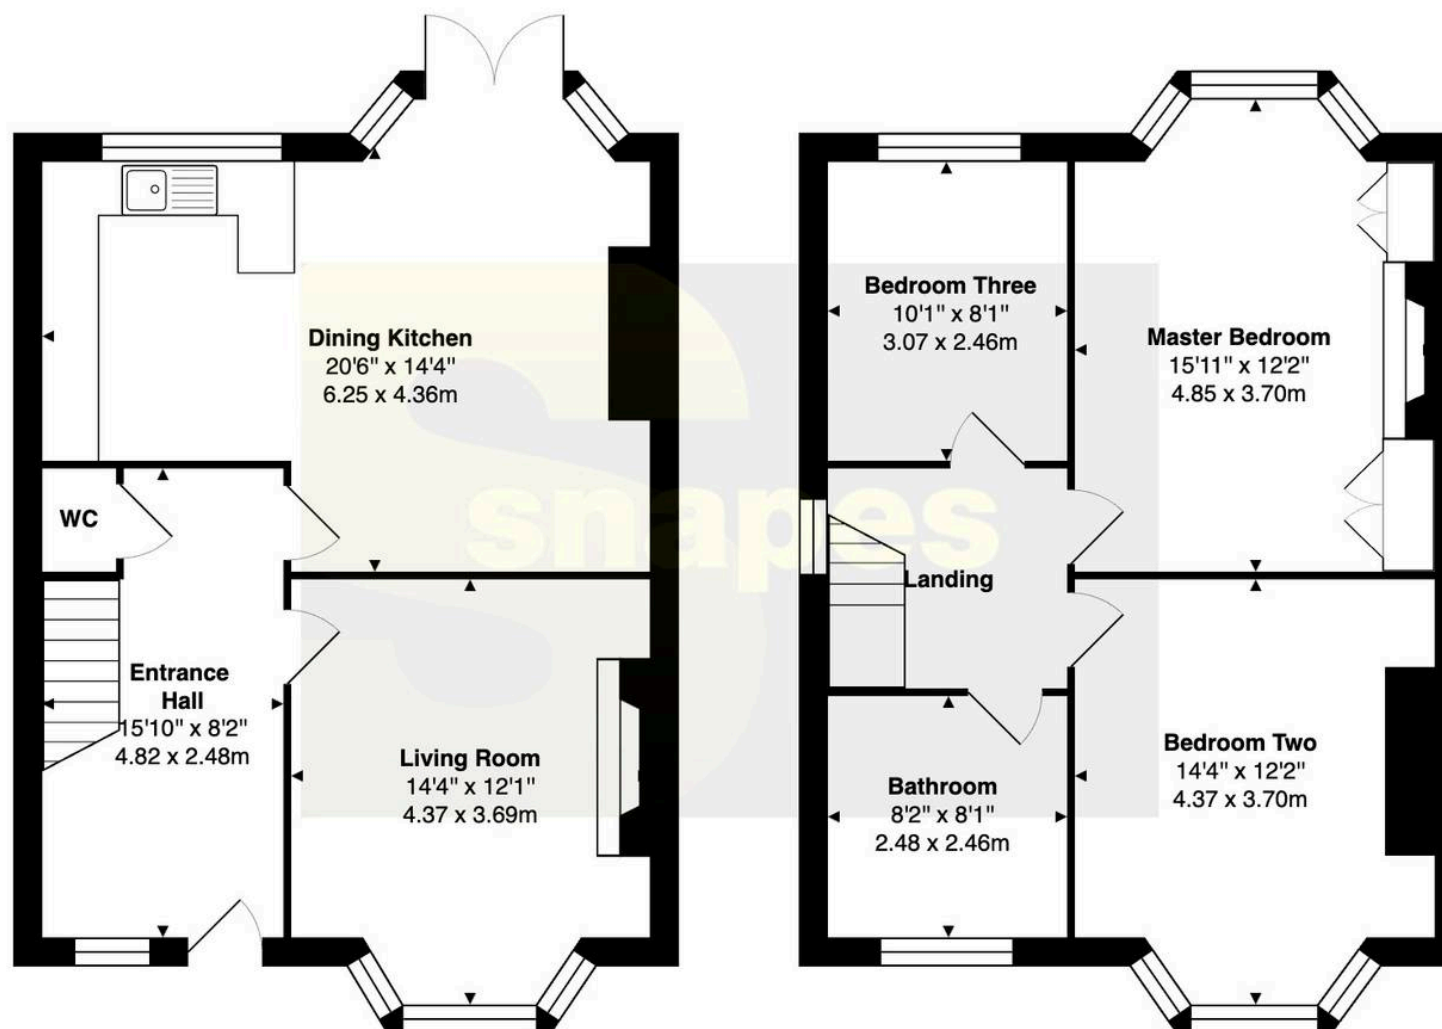 Dining Kitchen
20'6" x 14'4"
6.25 x 4.36m
WC
Entrance
Hall
15'10" x 8'2"
4.82 x 2.48m
Living Room
14'4" x 12'1"
4.37 x 3.69m
Bedroom Three
10'1" x 8'1"
3.07 x 2.46m
Master Bedroom
15'11" x 12'2"
4.85 x 3.70m
Landing
Bathroom
8'2" x 8'1"
2.48 x 2.46m
Bedroom Two
14'4" x 12'2"
4.37 x 3.70m
snapes